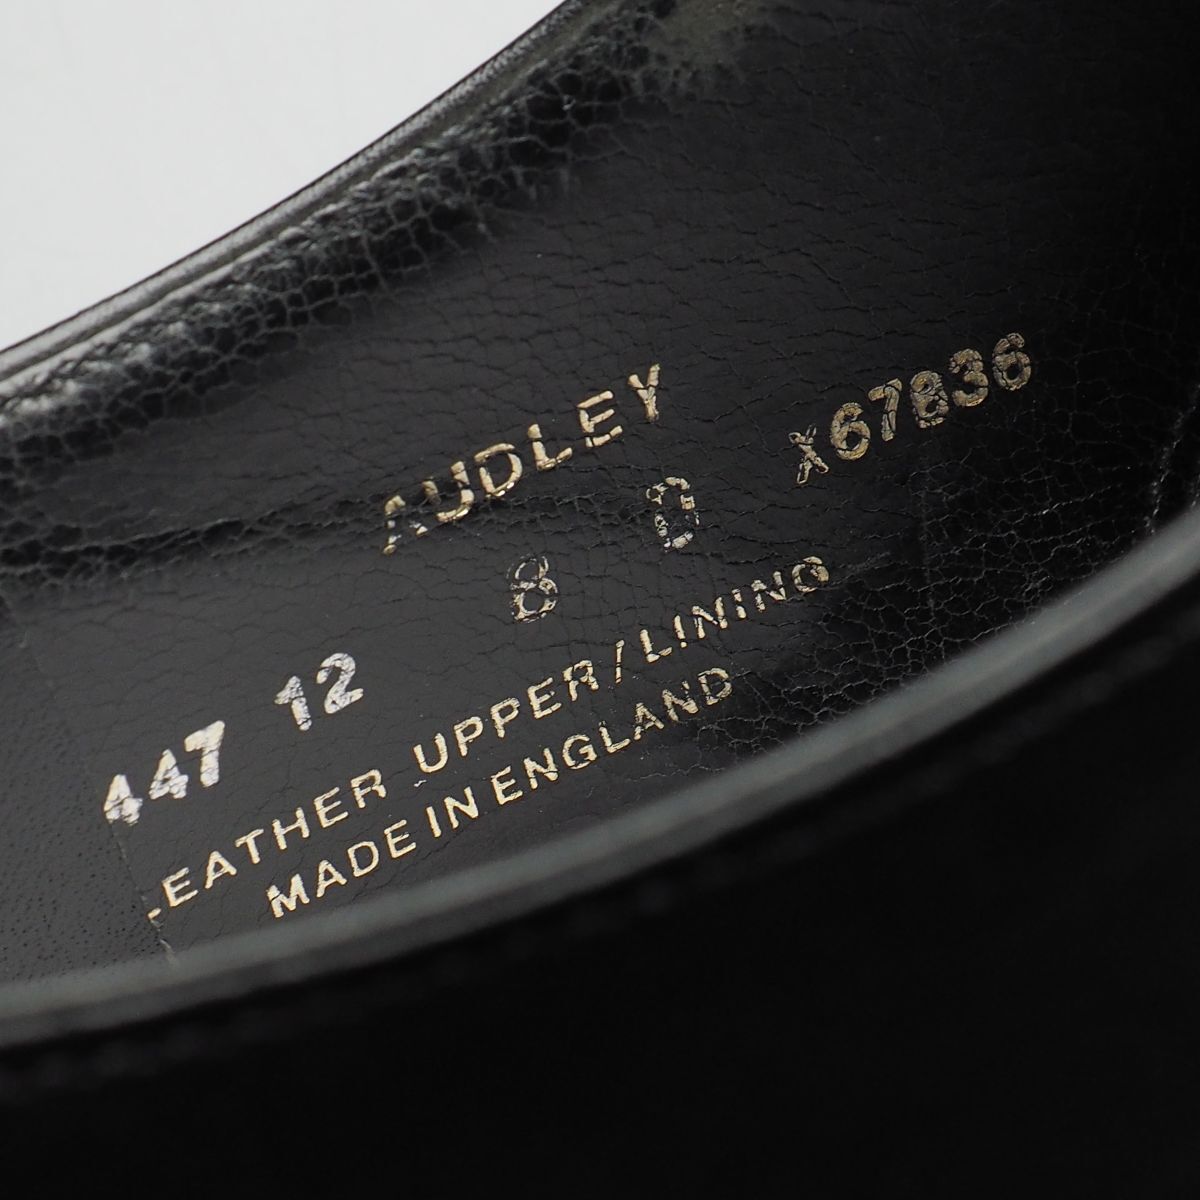 AUDLEY X67836
8 D
447 12
LEATHER UPPER/LINING
MADE IN ENGLAND